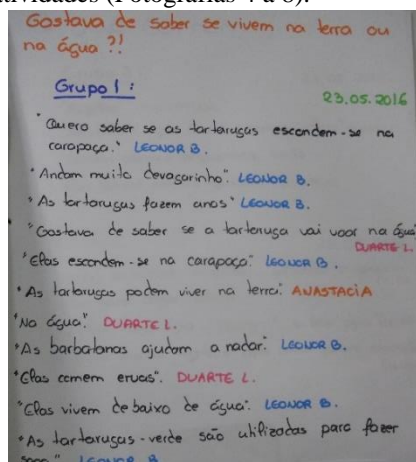 tividades (Fotografias 4 a 8).
Gostava de saber se vivem na terra ou
na água ?!
Grupo 1 :
23.05.2016
"Quero saber se as tartarugas escondem-se na
carapaça." LEONOR B.
"Andam muito devagarinho". LEONOR B.
"As tartarugas fazem anos" LEONOR B.
"Gostava de saber se a tartaruga vai voar na água"
DUARTE L.
"Elas escondem-se na carapaça". LEONOR B.
"As tartarugas podem viver na terra". ANASTACIA
"Na água". DUARTE L.
"As barbatanas ajudam a nadar". LEONOR B.
"Elas comem ervas". DUARTE L.
"Elas vivem debaixo de água". LEONOR B.
"As tartarugas-verde são utilizadas para fazer
sopa" LEONOR B.